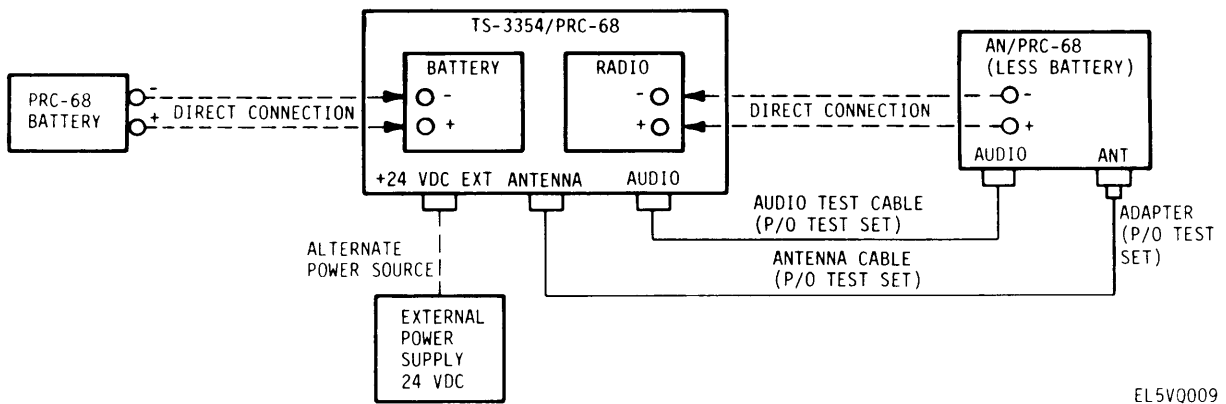 TS-3354/PRC-68
PRC-68
BATTERY
-
+
DIRECT CONNECTION
BATTERY
-
+
RADIO
-
+
DIRECT CONNECTION
AN/PRC-68
(LESS BATTERY)
-
+
AUDIO
ANT
+24 VDC EXT
ANTENNA
AUDIO
AUDIO TEST CABLE
(P/O TEST SET)
ANTENNA CABLE
(P/O TEST SET)
ADAPTER
(P/O TEST
SET)
ALTERNATE
POWER SOURCE
EXTERNAL
POWER
SUPPLY
24 VDC
EL5VQ009